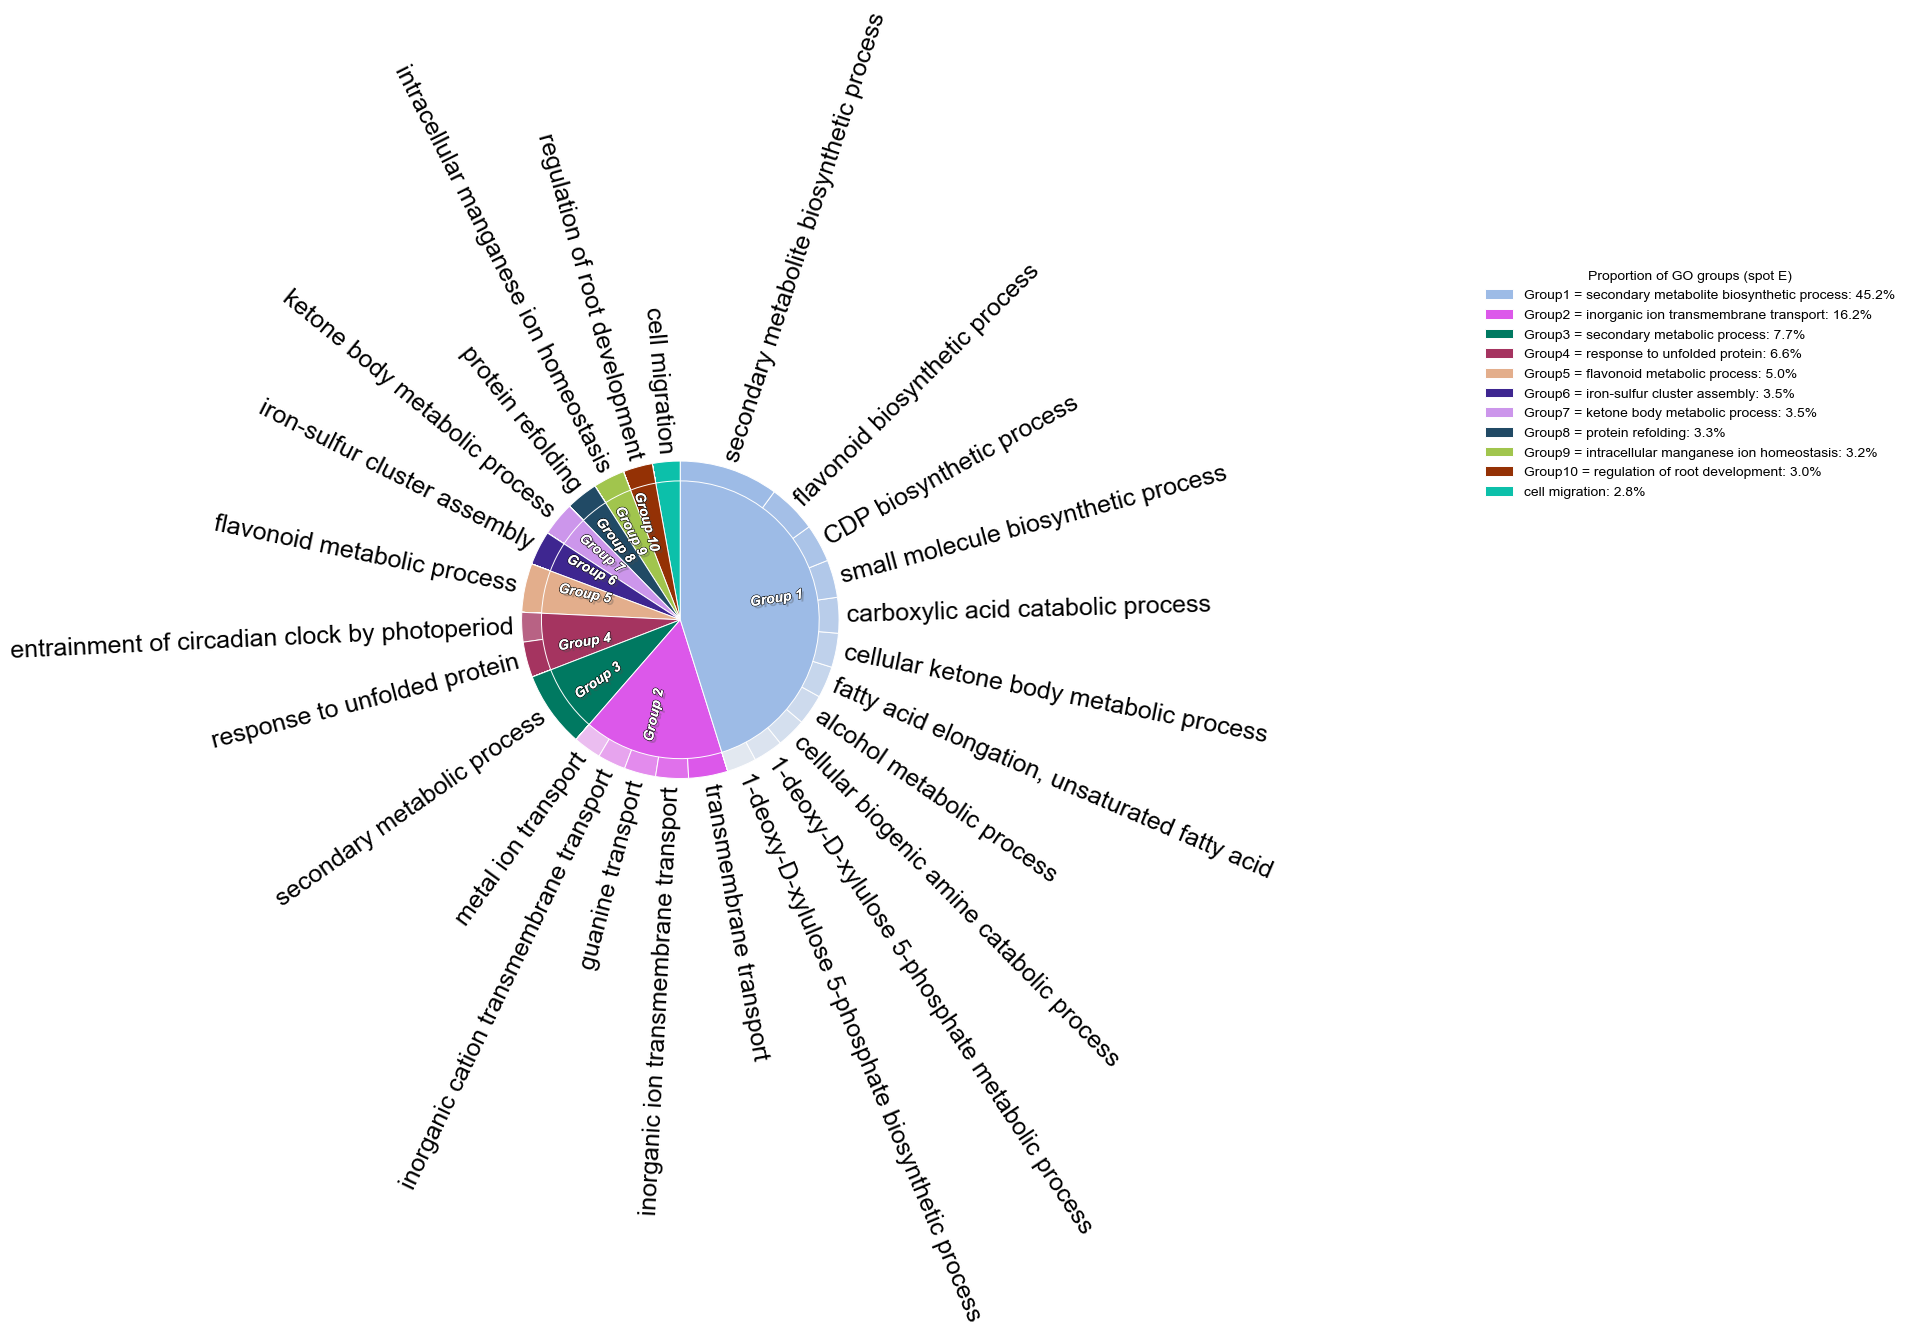 secondary metabolite biosynthetic process
flavonoid biosynthetic process
CDP biosynthetic process
small molecule biosynthetic process
carboxylic acid catabolic process
cellular ketone body metabolic process
fatty acid elongation, unsaturated fatty acid
alcohol metabolic process
cellular biogenic amine catabolic process
1-deoxy-D-xylulose 5-phosphate metabolic process
1-deoxy-D-xylulose 5-phosphate biosynthetic process
transmembrane transport
inorganic ion transmembrane transport
guanine transport
inorganic cation transmembrane transport
metal ion transport
secondary metabolic process
response to unfolded protein
entrainment of circadian clock by photoperiod
flavonoid metabolic process
iron-sulfur cluster assembly
ketone body metabolic process
protein refolding
intracellular manganese ion homeostasis
regulation of root development
cell migration
Group 1
Group 2
Group 3
Group 4
Group 5
Group 6
Group 7
Group 8
Group 9
Group 10
Proportion of GO groups (spot E)
Group1 = secondary metabolite biosynthetic process: 45.2%
Group2 = inorganic ion transmembrane transport: 16.2%
Group3 = secondary metabolic process: 7.7%
Group4 = response to unfolded protein: 6.6%
Group5 = flavonoid metabolic process: 5.0%
Group6 = iron-sulfur cluster assembly: 3.5%
Group7 = ketone body metabolic process: 3.5%
Group8 = protein refolding: 3.3%
Group9 = intracellular manganese ion homeostasis: 3.2%
Group10 = regulation of root development: 3.0%
cell migration: 2.8%